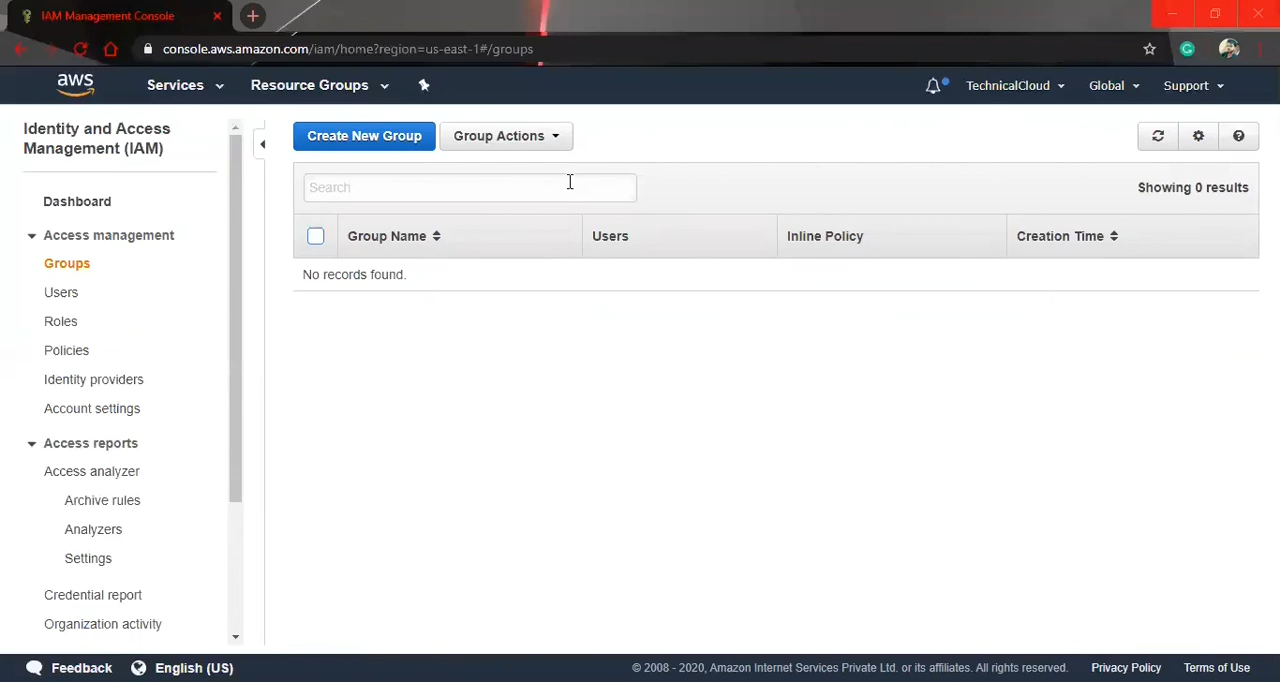 IAM Management Console
console.aws.amazon.com/iam/home?region=us-east-1#/groups
aws Services Resource Groups TechnicalCloud Global Support
Identity and Access
Management (IAM)
Dashboard
Access management
Groups
Users
Roles
Policies
Identity providers
Account settings
Access reports
Access analyzer
Archive rules
Analyzers
Settings
Credential report
Organization activity
Create New Group Group Actions
Search
Showing 0 results
Group Name Users Inline Policy Creation Time
No records found.
Feedback English (US) © 2008 - 2020, Amazon Internet Services Private Ltd. or its affiliates. All rights reserved. Privacy Policy Terms of Use